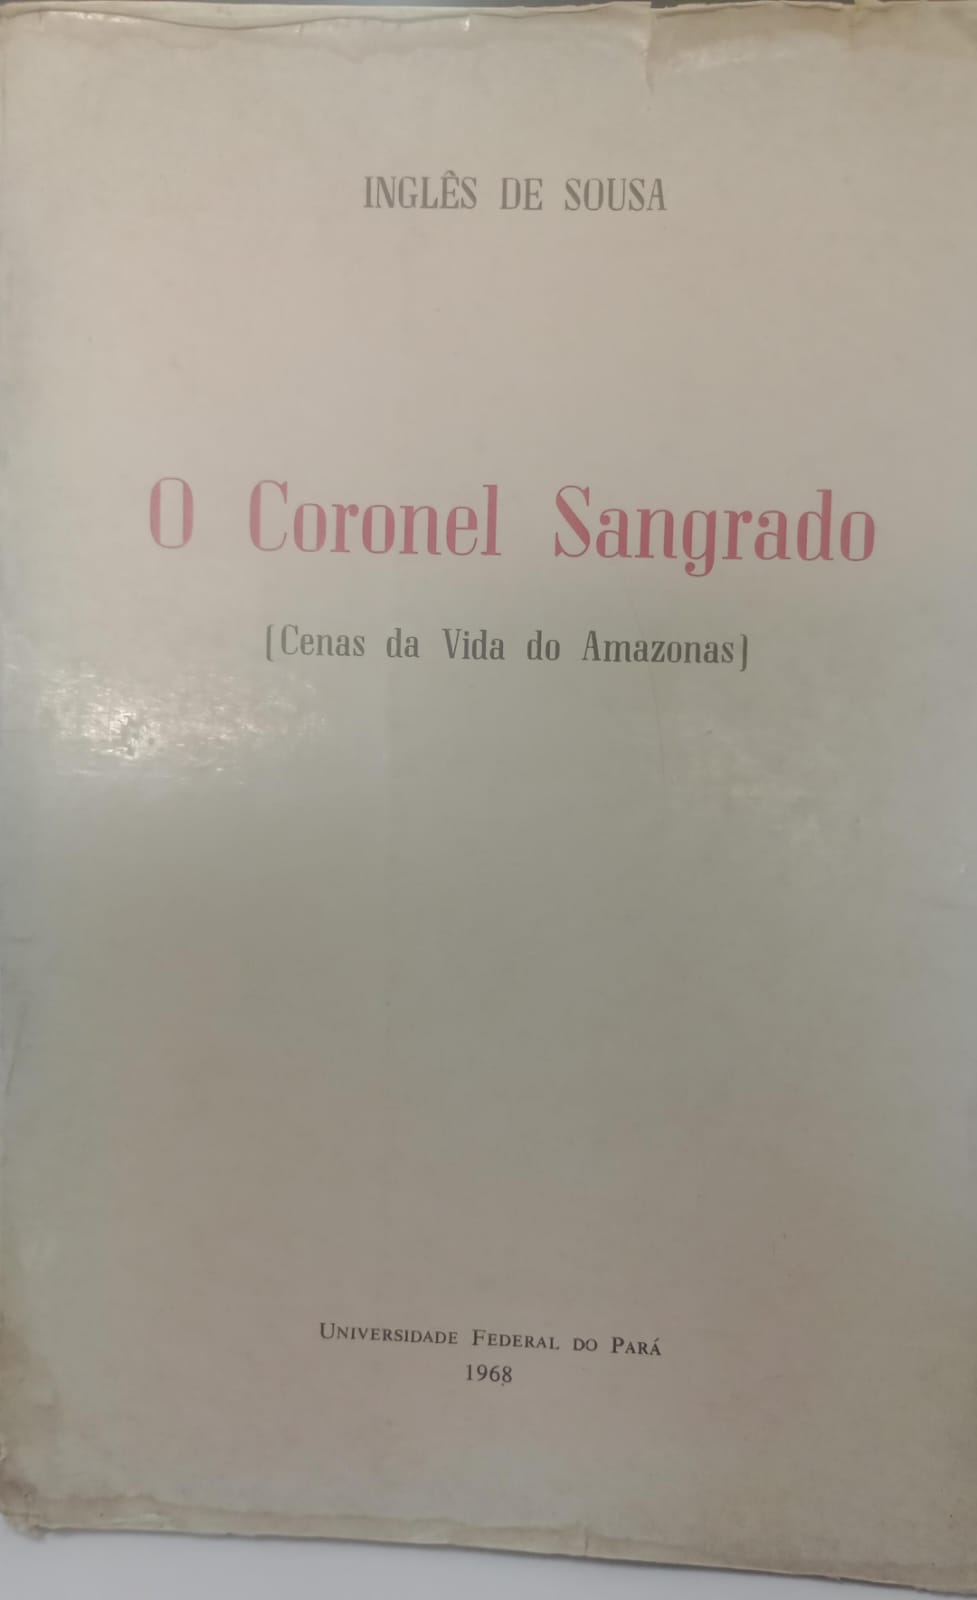 INGLÊS DE SOUSA
O Coronel Sangrado
(Cenas da Vida do Amazonas)
UNIVERSIDADE FEDERAL DO PARÁ
1968